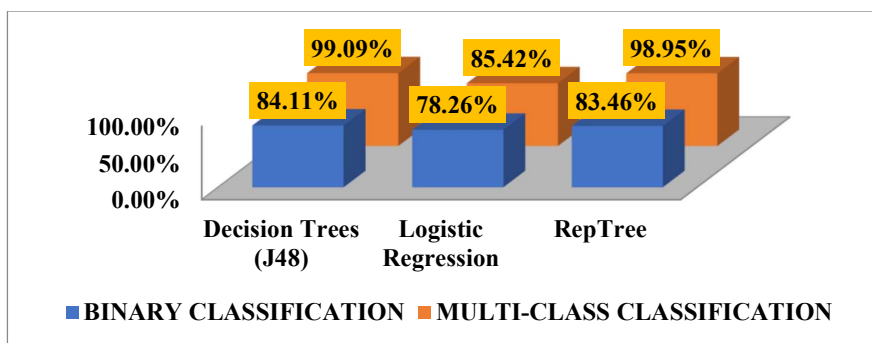 99.09%
85.42%
98.95%
84.11%
78.26%
83.46%
100.00%
50.00%
0.00%
Decision Trees
(J48)
Logistic
Regression
RepTree
BINARY CLASSIFICATION
MULTI-CLASS CLASSIFICATION